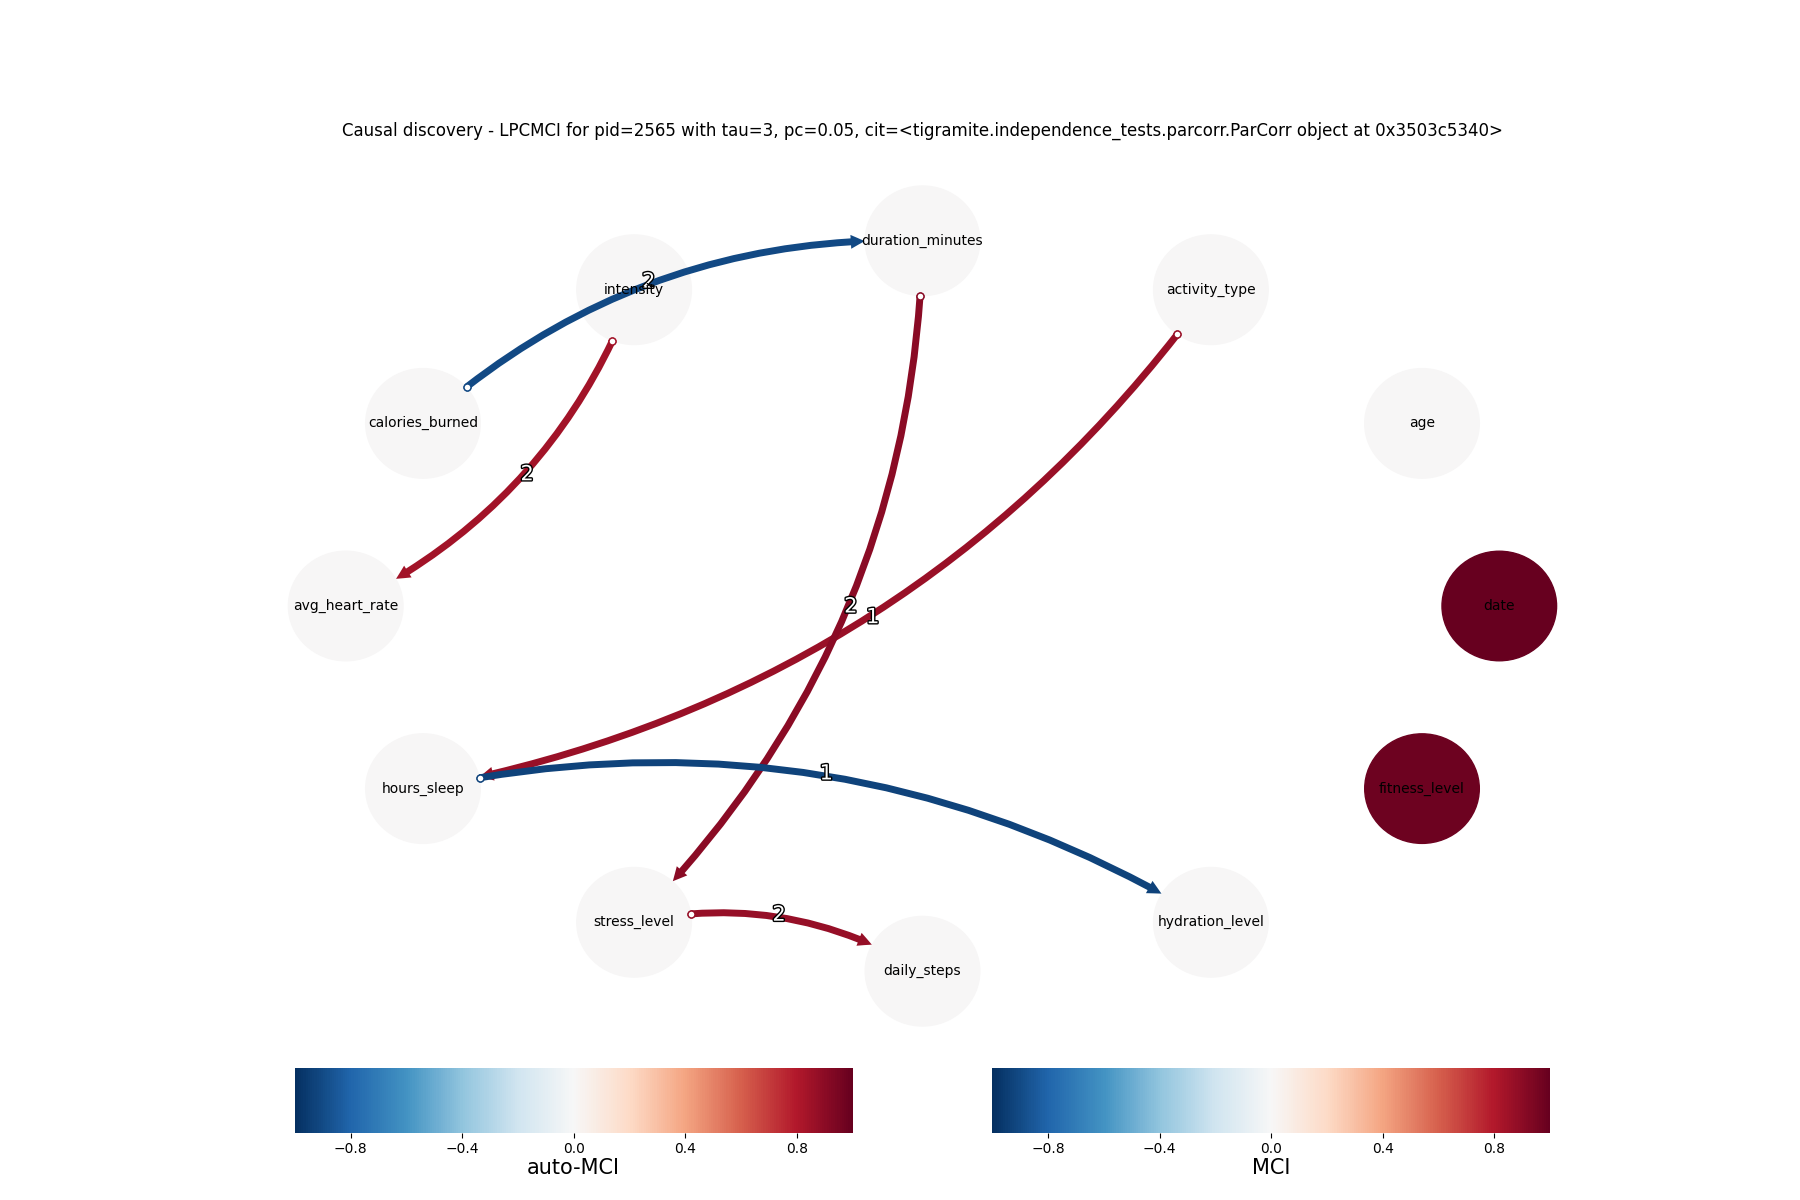 Causal discovery - LPCMCI for pid=2565 with tau=3, pc=0.05, cit=<tigramite.independence_tests.parcorr.ParCorr object at 0x3503c5340>
duration_minutes
intensity
2
activity_type
calories_burned
age
2
avg_heart_rate
2
1
date
hours_sleep
1
fitness_level
stress_level
2
hydration_level
daily_steps
−0.8 −0.4 0.0 0.4 0.8
auto-MCI
−0.8 −0.4 0.0 0.4 0.8
MCI